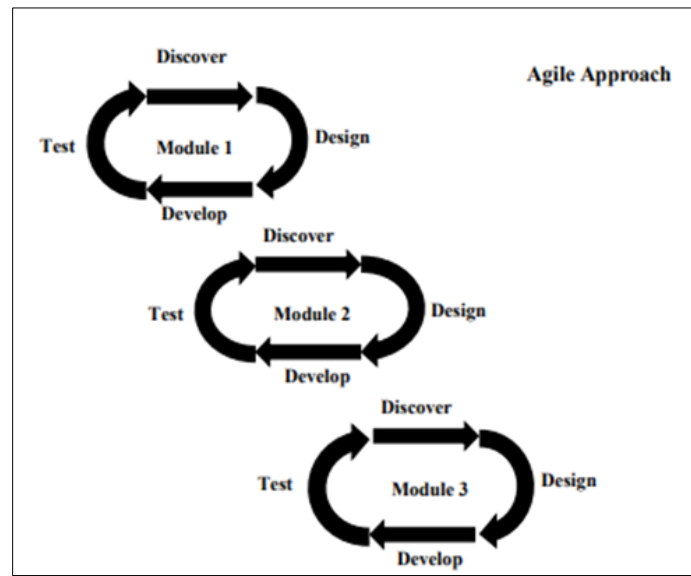 Discover
Agile Approach
Test
Module 1
Design
Develop
Discover
Test
Module 2
Design
Develop
Discover
Test
Module 3
Design
Develop